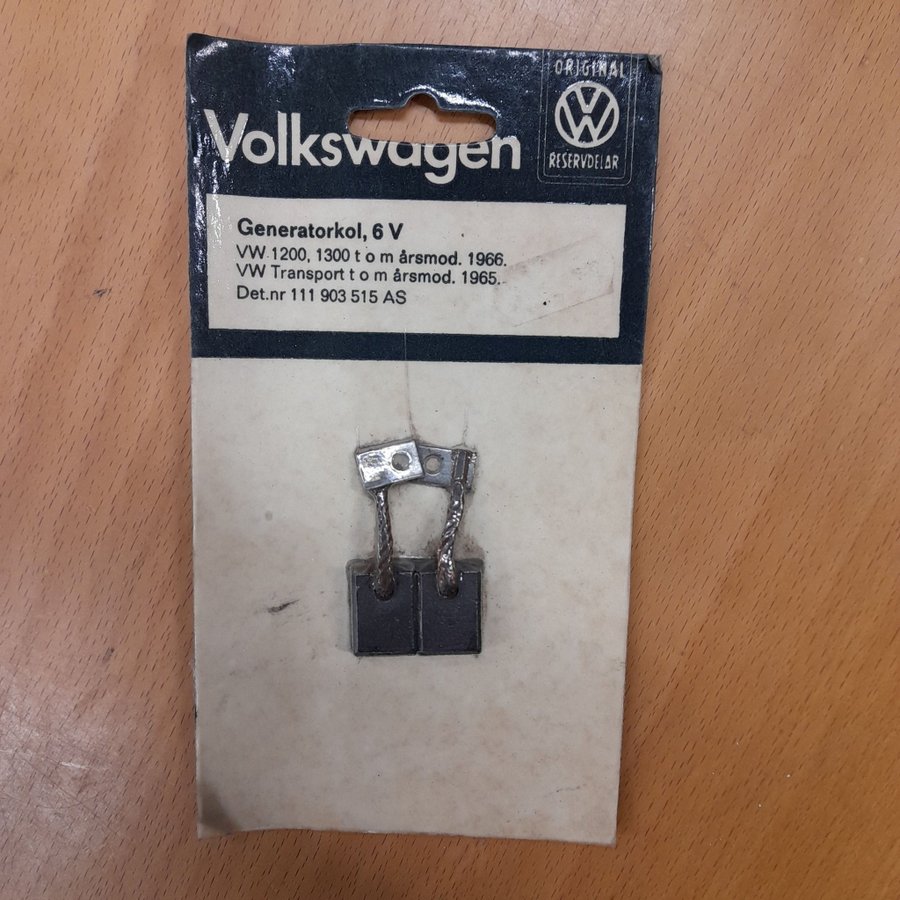 ORIGINAL
VW
RESERVDELAR
Volkswagen
Generatorkol, 6 V
VW 1200, 1300 t o m årsmod. 1966.
VW Transport t o m årsmod. 1965.
Det.nr 111 903 515 AS